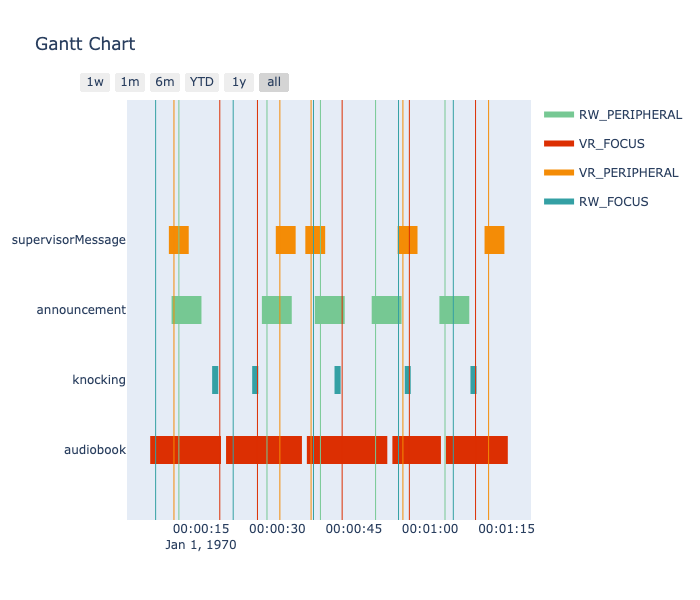 Gantt Chart
1w 1m 6m YTD 1y all
RW_PERIPHERAL
VR_FOCUS
VR_PERIPHERAL
RW_FOCUS
supervisorMessage
announcement
knocking
audiobook
00:00:15 00:00:30 00:00:45 00:01:00 00:01:15
Jan 1, 1970